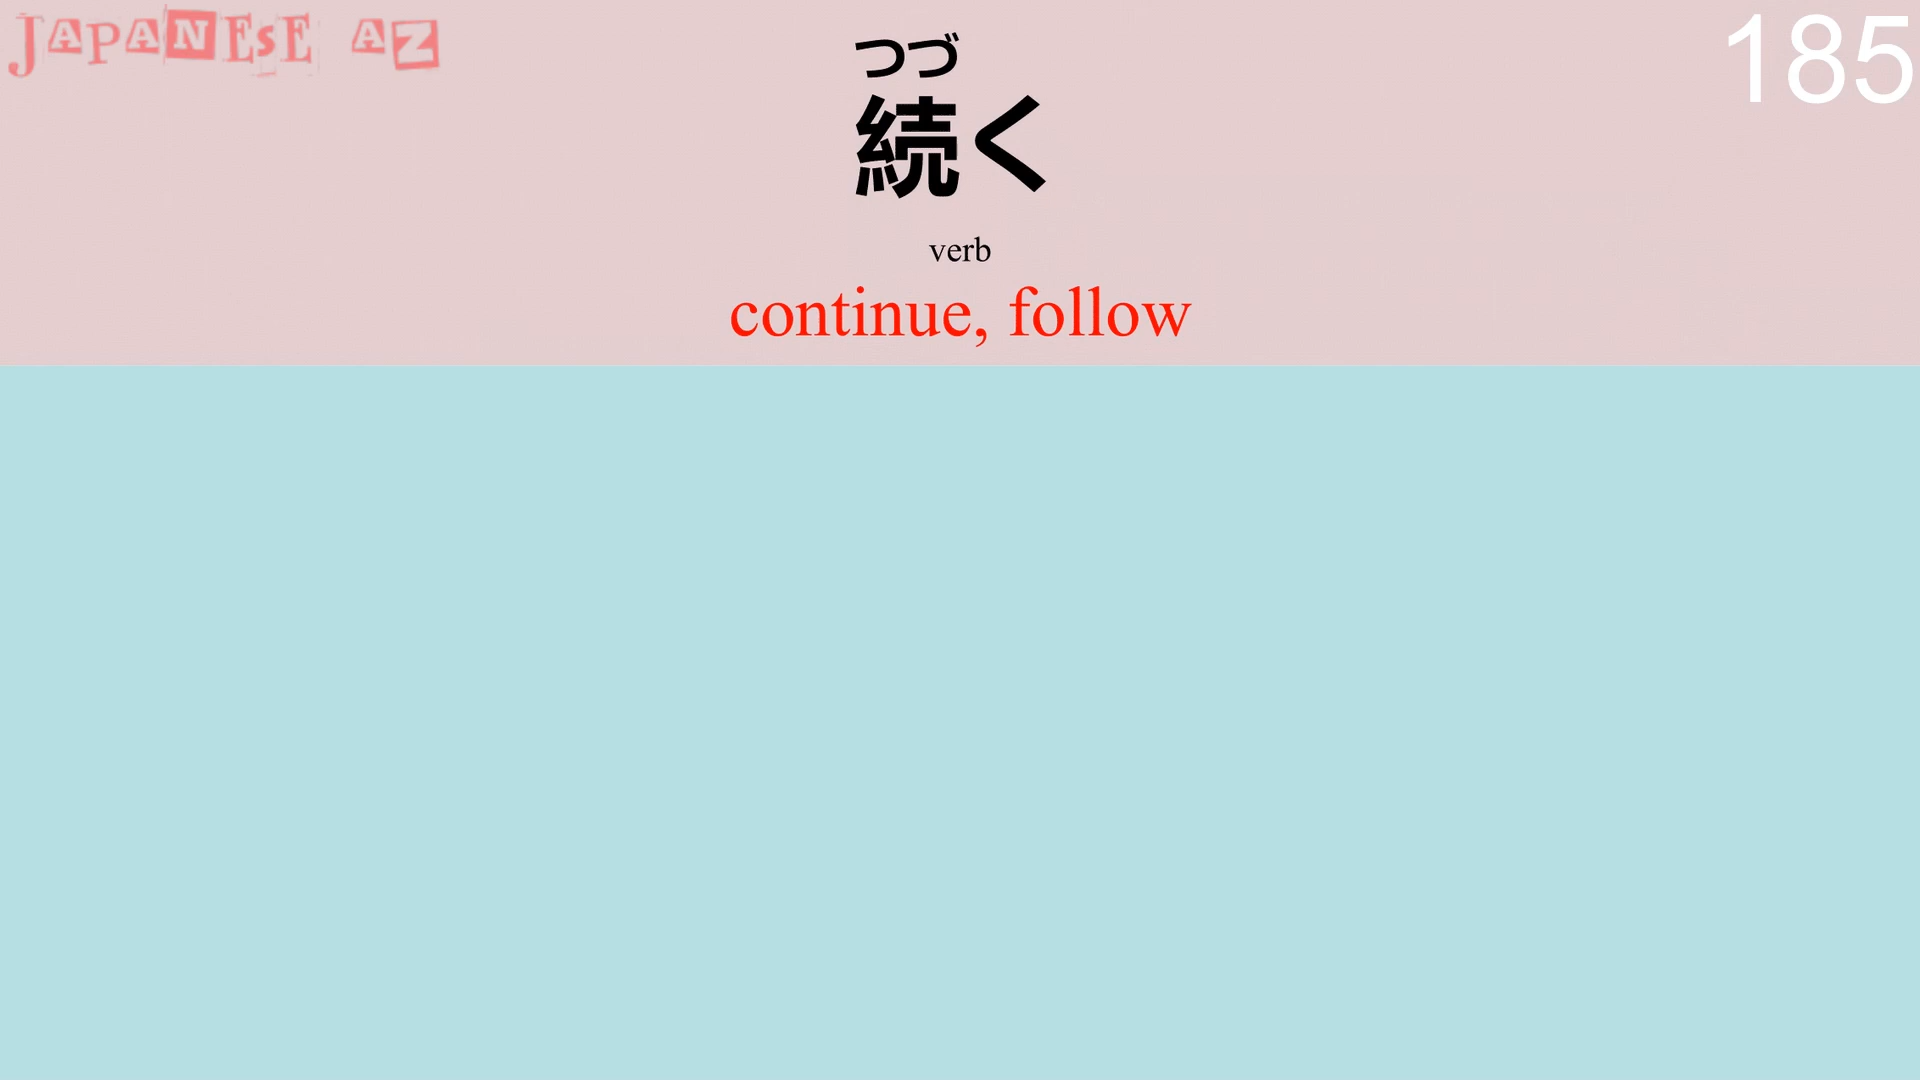 JAPANESE AZ
185
つづ
続く
verb
continue, follow